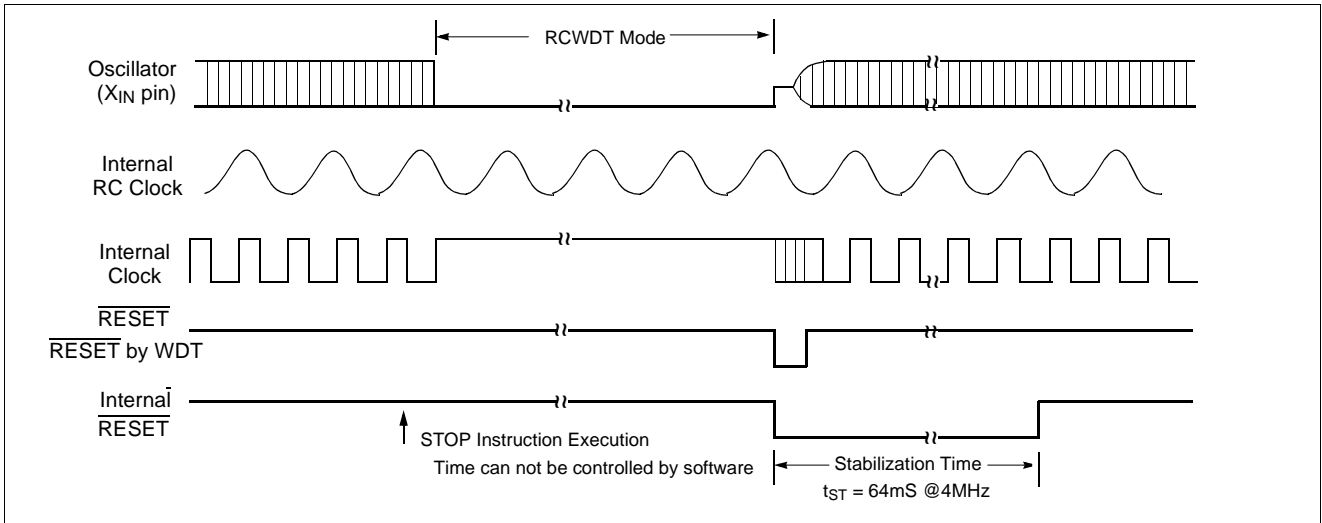 RCWDT Mode
Oscillator
(XIN pin)
Internal
RC Clock
Internal
Clock
RESET
RESET by WDT
Internal
RESET
STOP Instruction Execution
Time can not be controlled by software
Stabilization Time
tST = 64mS @4MHz